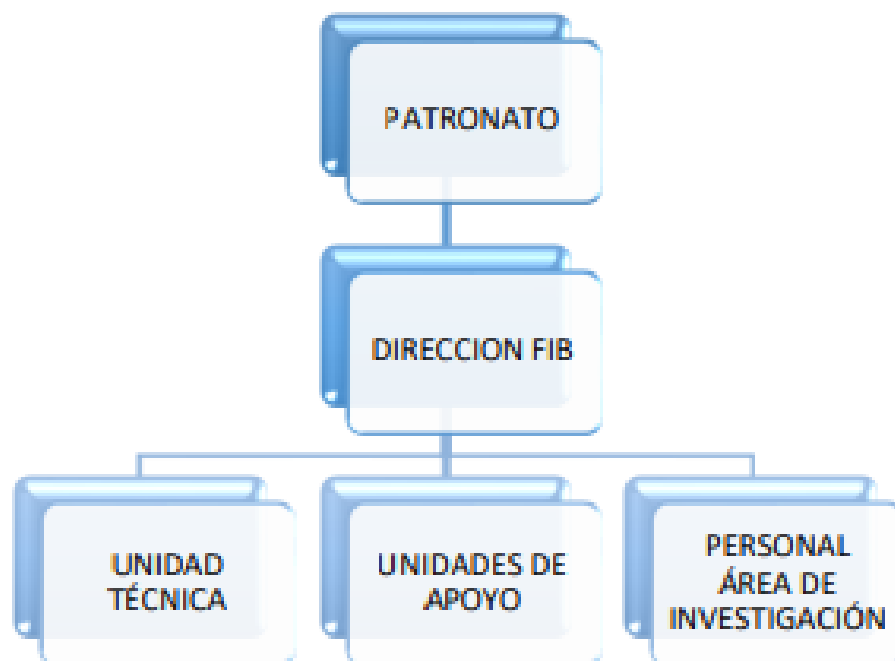 PATRONATO
DIRECCION FIB
UNIDAD
TÉCNICA
UNIDADES DE
APOYO
PERSONAL
ÁREA DE
INVESTIGACIÓN